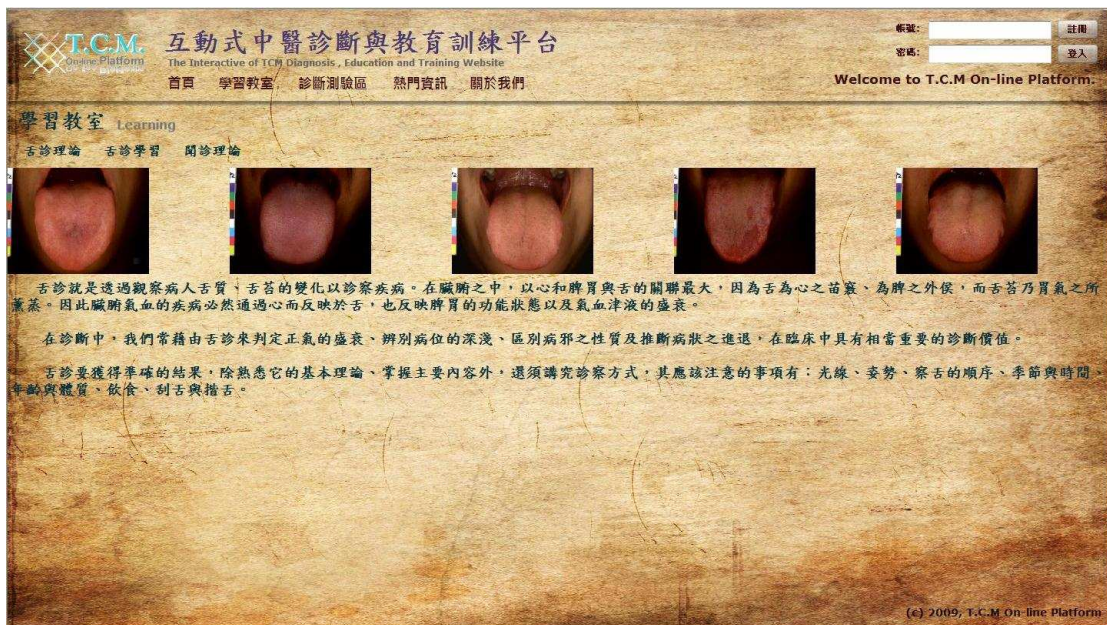 T.C.M.
On-line Platform
互動式中醫診斷與教育訓練平台
The Interactive of TCM Diagnosis , Education and Training Website
首頁 學習教室 診斷測驗區 熱門資訊 關於我們
帳號: 註冊
密碼: 登入
Welcome to T.C.M On-line Platform.
學習教室 Learning
舌診理論 舌診學習 聞診理論
舌診就是透過觀察病人舌質、舌苔的變化以診察疾病。在臟腑之中,以心和脾胃與舌的關聯最大,因為舌為心之苗竅、為脾之外侯,而舌苔乃胃氣之所
薰蒸。因此臟腑氣血的疾病必然通過心而反映於舌,也反映脾胃的功能狀態以及氣血津液的盛衰。
在診斷中,我們常藉由舌診來判定正氣的盛衰、辨別病位的深淺、區別病邪之性質及推斷病狀之進退,在臨床中具有相當重要的診斷價值。
舌診要獲得準確的結果,除熟悉它的基本理論、掌握主要內容外,還須講究診察方式,其應該注意的事項有:光線、姿勢、察舌的順序、季節與時間、
年齡與體質、飲食、刮舌與揩舌。
(c) 2009, T.C.M On-line Platform